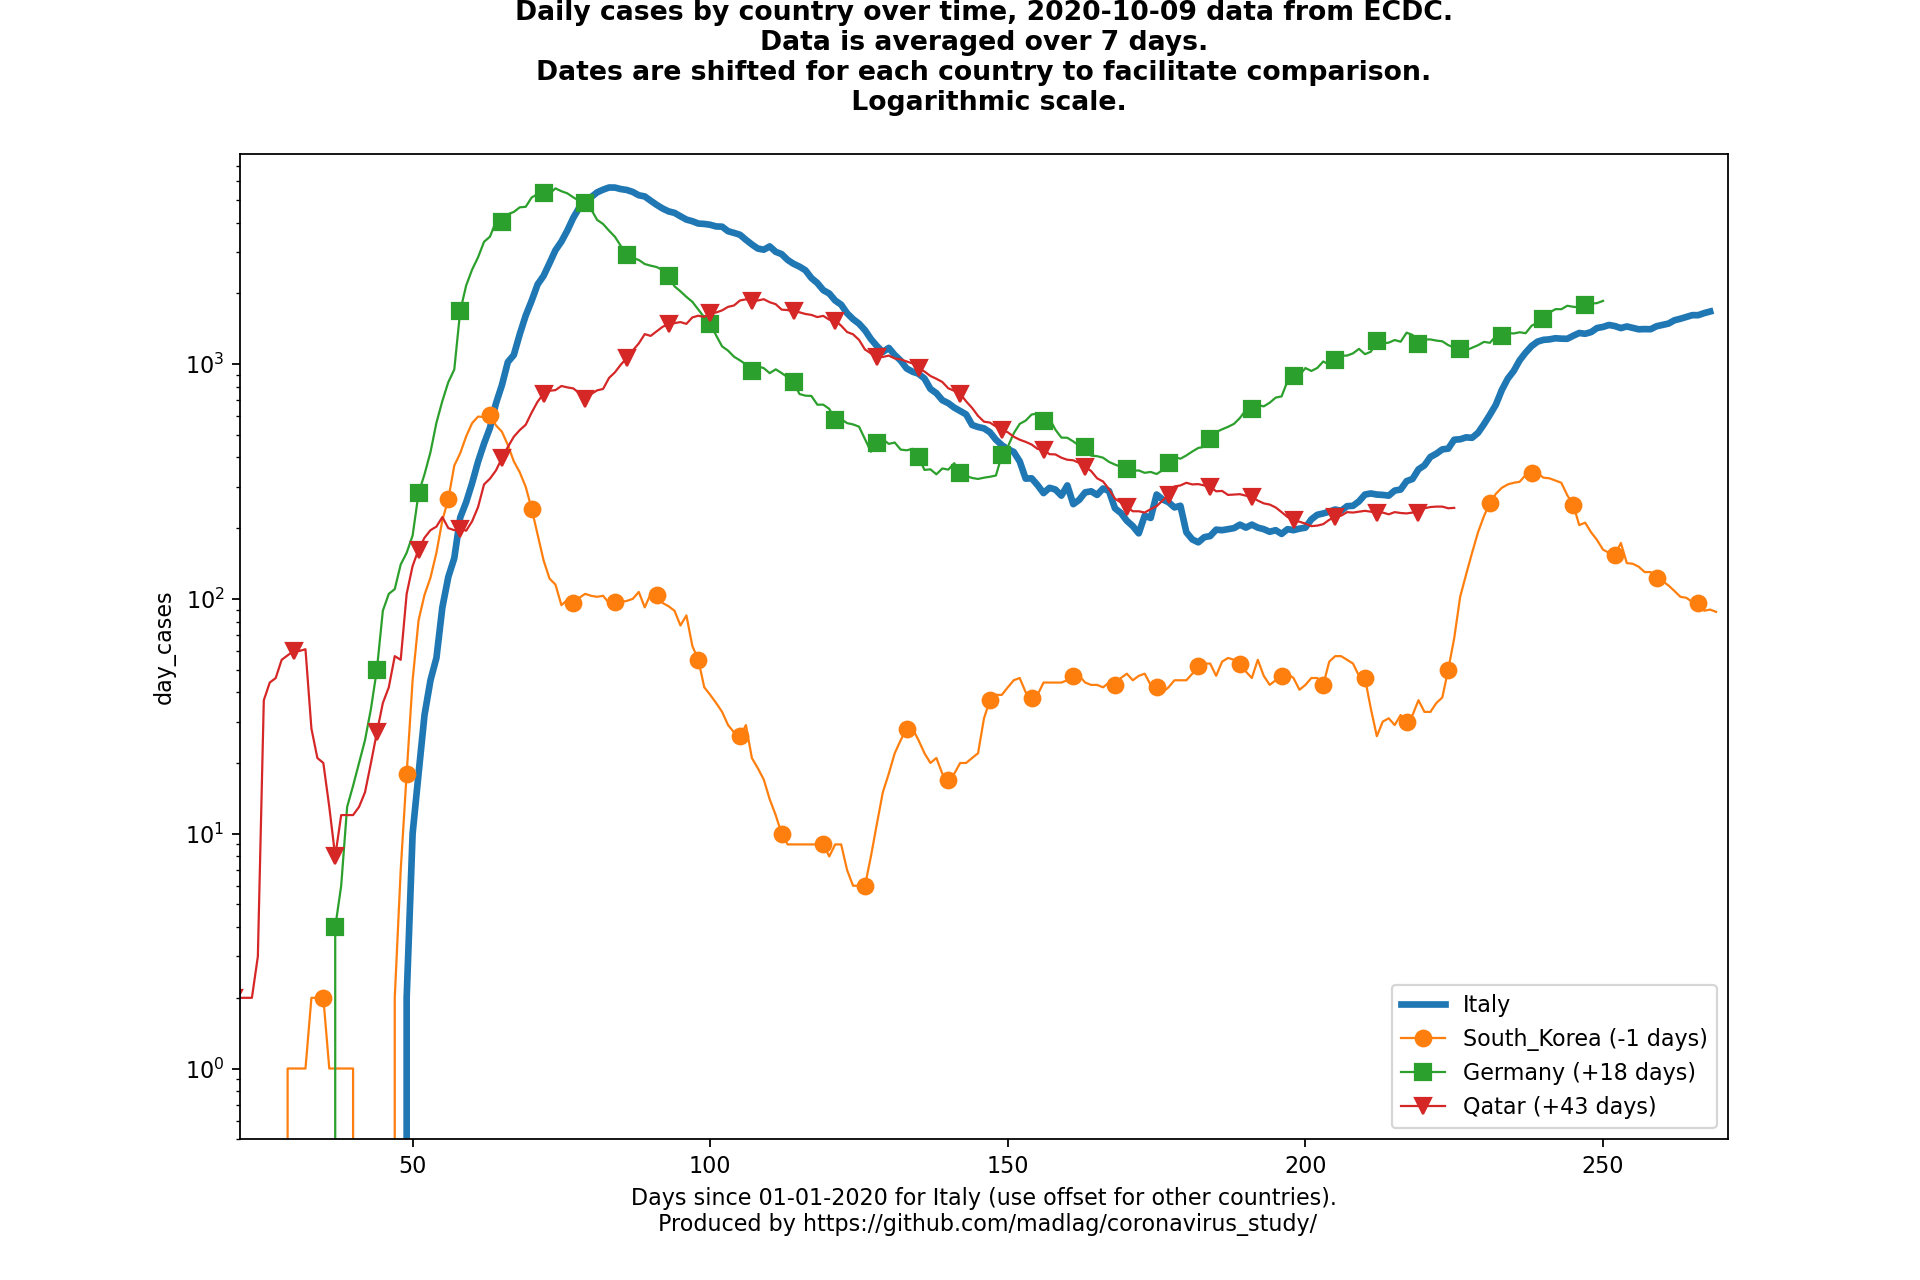 Daily cases by country over time, 2020-10-09 data from ECDC.
Data is averaged over 7 days.
Dates are shifted for each country to facilitate comparison.
Logarithmic scale.
10³
10²
10¹
10⁰
day_cases
Italy
South_Korea (-1 days)
Germany (+18 days)
Qatar (+43 days)
50 100 150 200 250
Days since 01-01-2020 for Italy (use offset for other countries).
Produced by https://github.com/madlag/coronavirus_study/